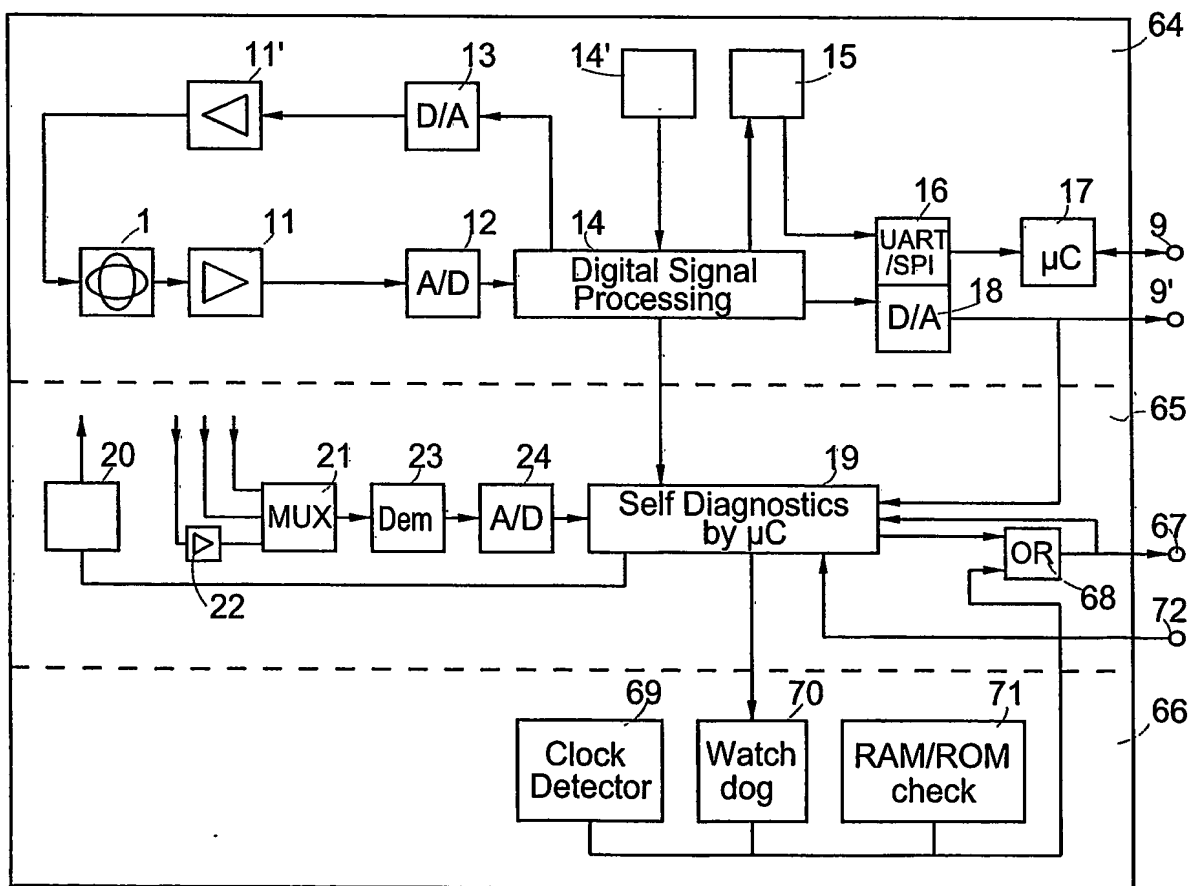 64
11'
13
14'
15
D/A
16
17
1
11
12
14
9
UART
/SPI
µC
A/D
Digital Signal
Processing
18
9'
D/A
65
20
21
23
24
19
MUX
Dem
A/D
Self Diagnostics
by µC
OR
67
22
68
72
69
70
71
66
Clock
Detector
Watch
dog
RAM/ROM
check